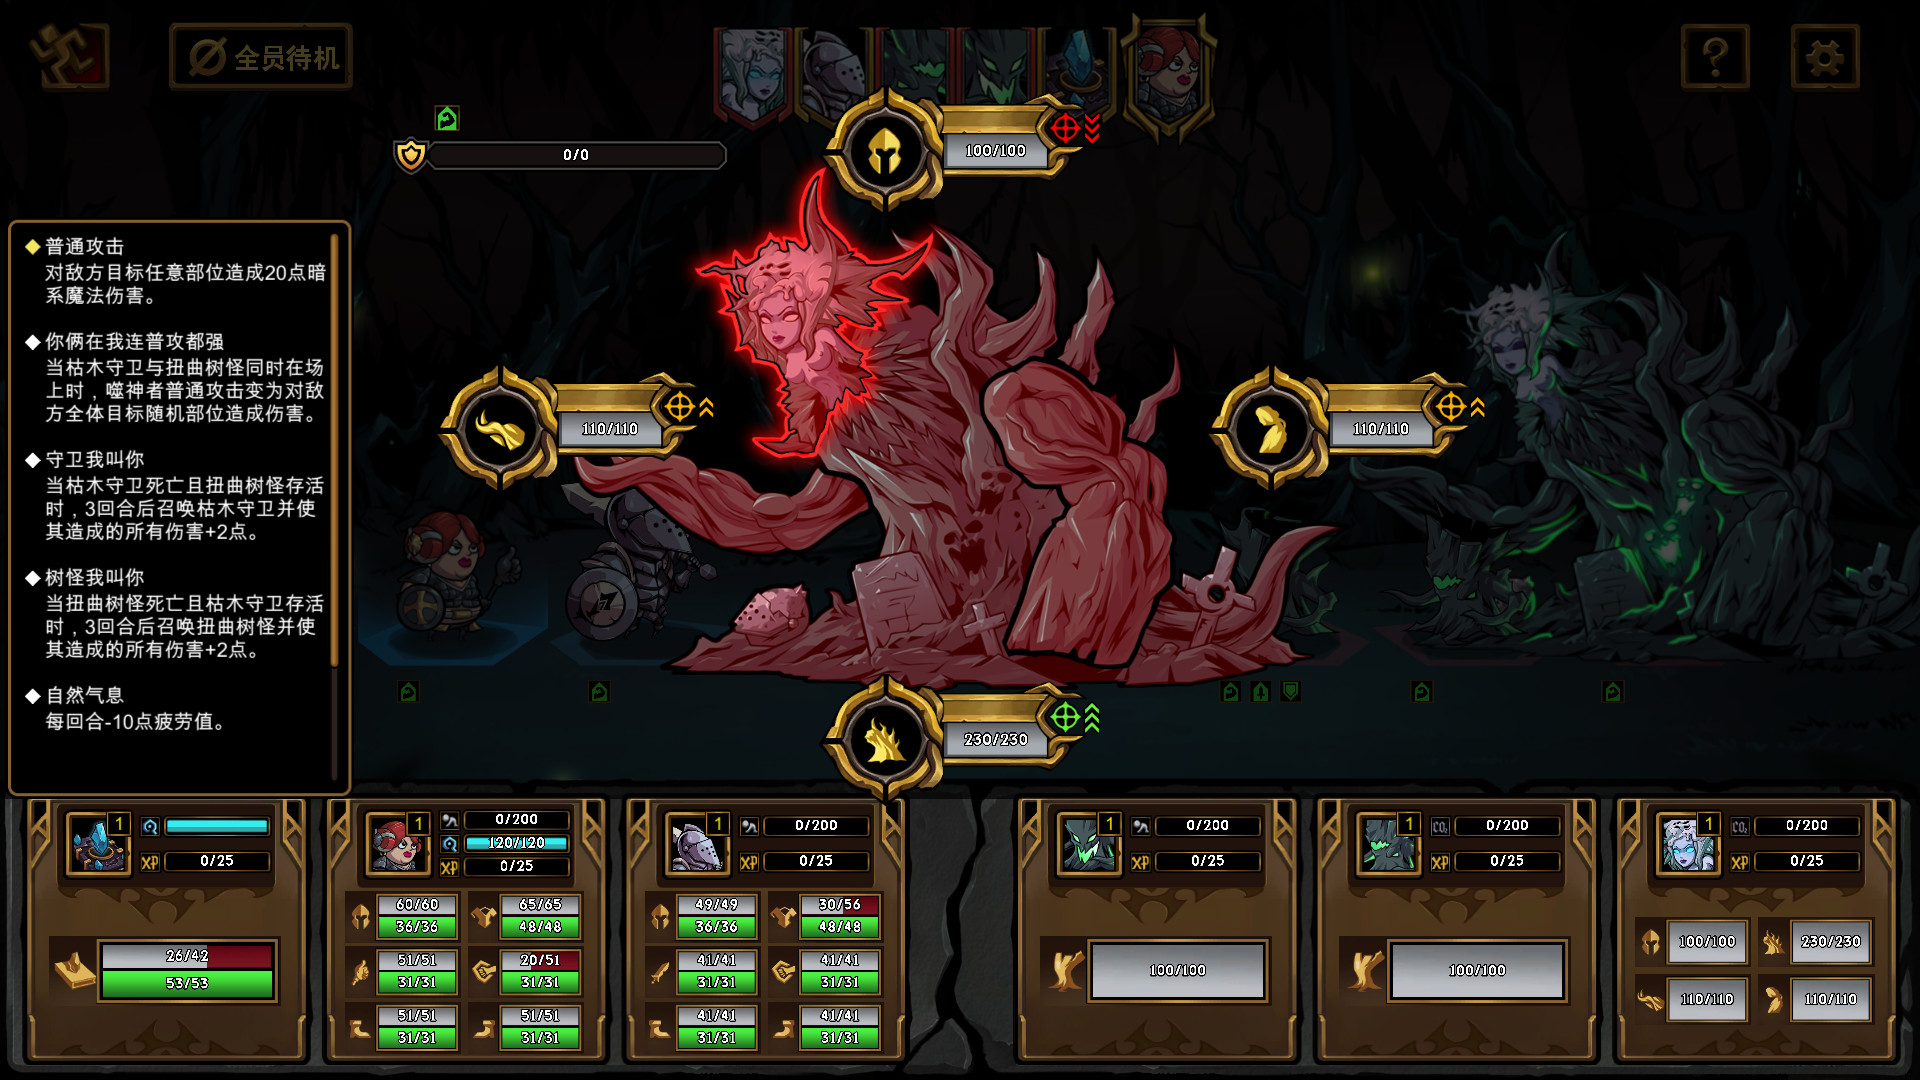 全员待机
0/0
100/100
110/110
110/110
230/230
普通攻击
对敌方目标任意部位造成20点暗
系魔法伤害。
你俩在我连普攻都强
当枯木守卫与扭曲树怪同时在场
上时，噬神者普通攻击变为对敌
方全体目标随机部位造成伤害。
守卫我叫你
当枯木守卫死亡且扭曲树怪存活
时，3回合后召唤枯木守卫并使
其造成的所有伤害+2点。
树怪我叫你
当扭曲树怪死亡且枯木守卫存活
时，3回合后召唤扭曲树怪并使
其造成的所有伤害+2点。
自然气息
每回合-10点疲劳值。
1
XP 0/25
26/42
53/53
1
0/200
120/120
XP 0/25
60/60 65/65
36/36 48/48
51/51 20/51
31/31 31/31
51/51 51/51
31/31 31/31
1
0/200
XP 0/25
49/49 30/56
36/36 48/48
41/41 41/41
31/31 31/31
41/41 41/41
31/31 31/31
1
0/200
XP 0/25
100/100
1
CO₂ 0/200
XP 0/25
100/100
1
CO₂ 0/200
XP 0/25
100/100 230/230
110/110 110/110